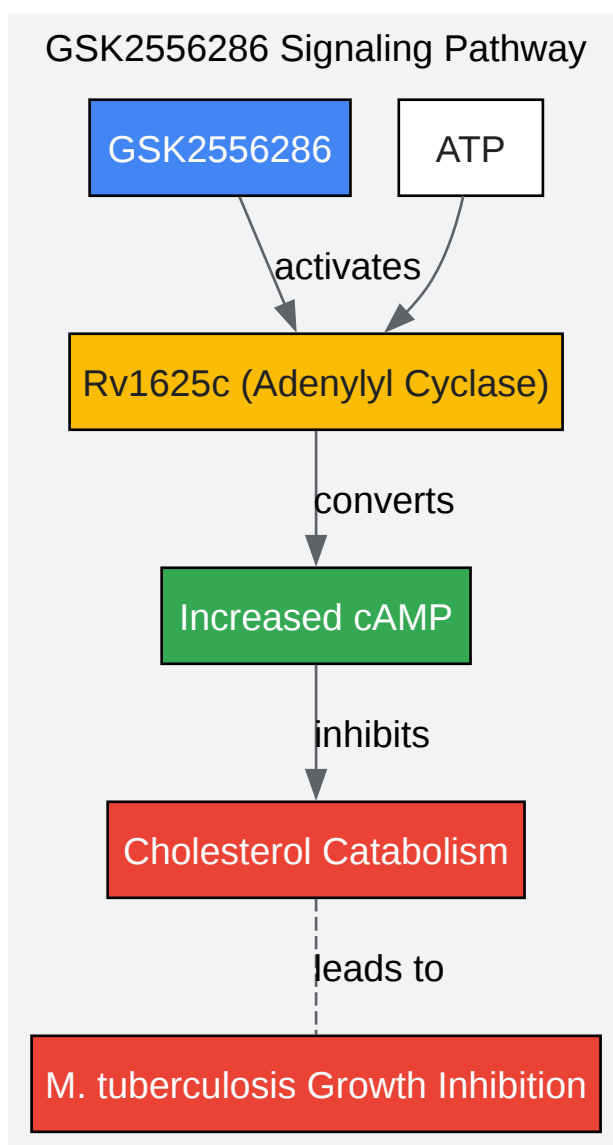 GSK2556286 Signaling Pathway
GSK2556286
ATP
activates
Rv1625c (Adenylyl Cyclase)
converts
Increased cAMP
inhibits
Cholesterol Catabolism
leads to
M. tuberculosis Growth Inhibition